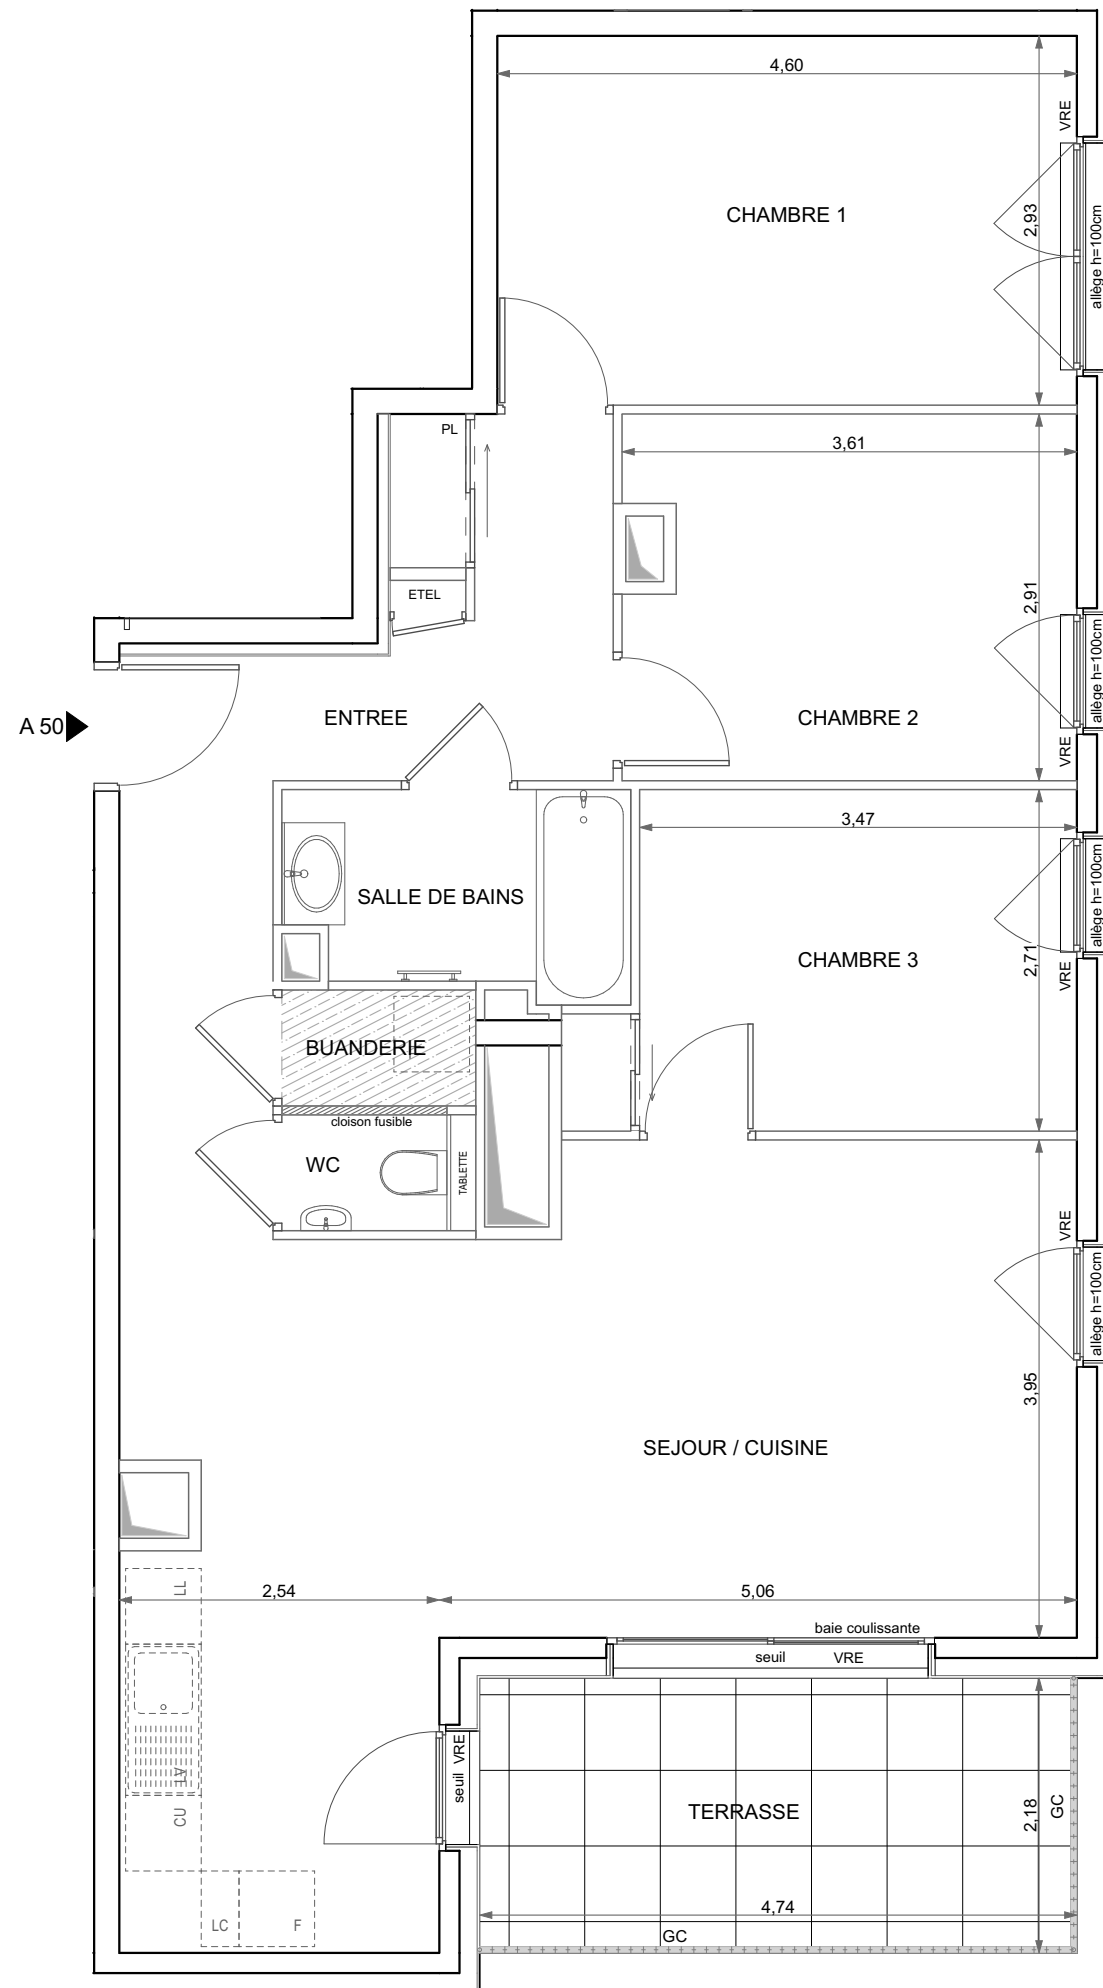 4,60
VRE
CHAMBRE 1
2,93
allège h=100cm
PL
3,61
ETEL
2,91
allège h=100cm
A 50
ENTREE
CHAMBRE 2
VRE
3,47
SALLE DE BAINS
allège h=100cm
CHAMBRE 3
2,71
VRE
BUANDERIE
cloison fusible
WC
TABLETTE
VRE
allège h=100cm
3,95
SEJOUR / CUISINE
LL
2,54
5,06
baie coulissante
seuil VRE
LV
seuil VRE
CU
TERRASSE
2,18
GC
4,74
LC
F
GC